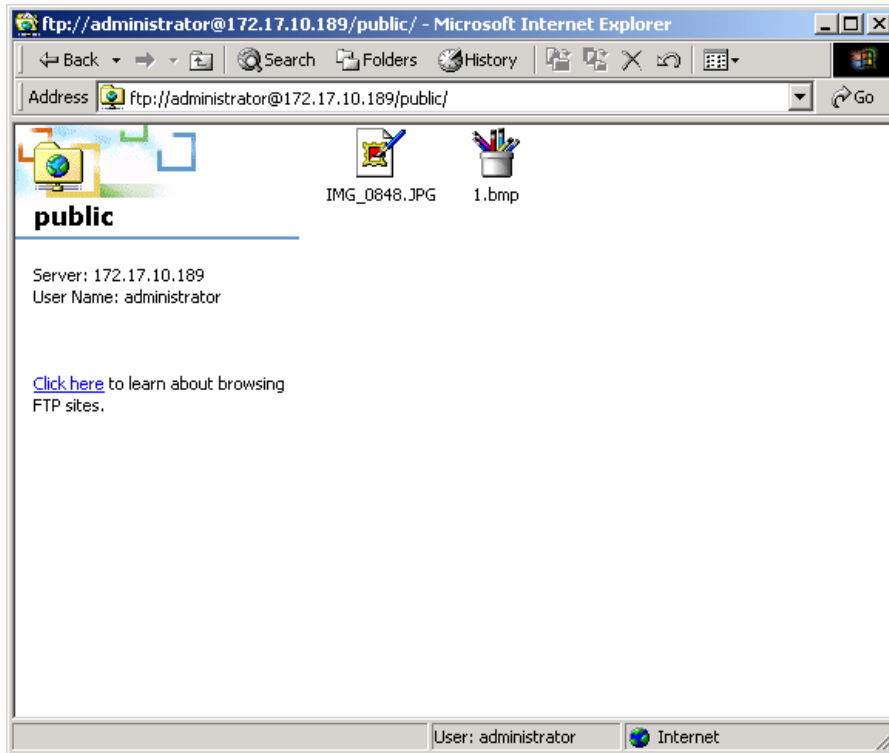 ftp://administrator@172.17.10.189/public/ - Microsoft Internet Explorer
Back Search Folders History
Address ftp://administrator@172.17.10.189/public/ Go
IMG_0848.JPG 1.bmp
public
Server: 172.17.10.189
User Name: administrator
Click here to learn about browsing
FTP sites.
User: administrator Internet